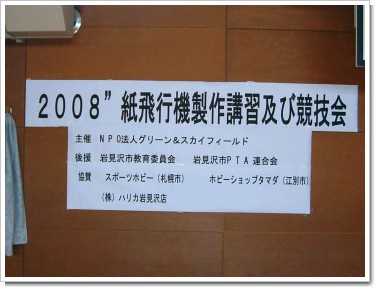 ２００８”紙飛行機製作講習及び競技会
主催　ＮＰＯ法人グリーン＆スカイフィールド
後援　岩見沢市教育委員会　　岩見沢市ＰＴＡ連合会
協賛　スポーツホビー（札幌市）　　ホビーショップタマダ（江別市）
（株）ハリカ岩見沢店